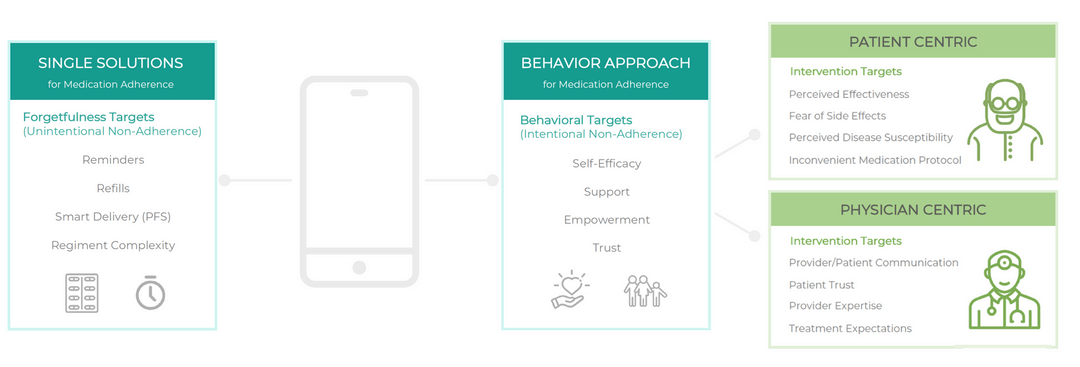 SINGLE SOLUTIONS
for Medication Adherence
Forgetfulness Targets
(Unintentional Non-Adherence)
Reminders
Refills
Smart Delivery (PFS)
Regiment Complexity
BEHAVIOR APPROACH
for Medication Adherence
Behavioral Targets
(Intentional Non-Adherence)
Self-Efficacy
Support
Empowerment
Trust
PATIENT CENTRIC
Intervention Targets
Perceived Effectiveness
Fear of Side Effects
Perceived Disease Susceptibility
Inconvenient Medication Protocol
PHYSICIAN CENTRIC
Intervention Targets
Provider/Patient Communication
Patient Trust
Provider Expertise
Treatment Expectations